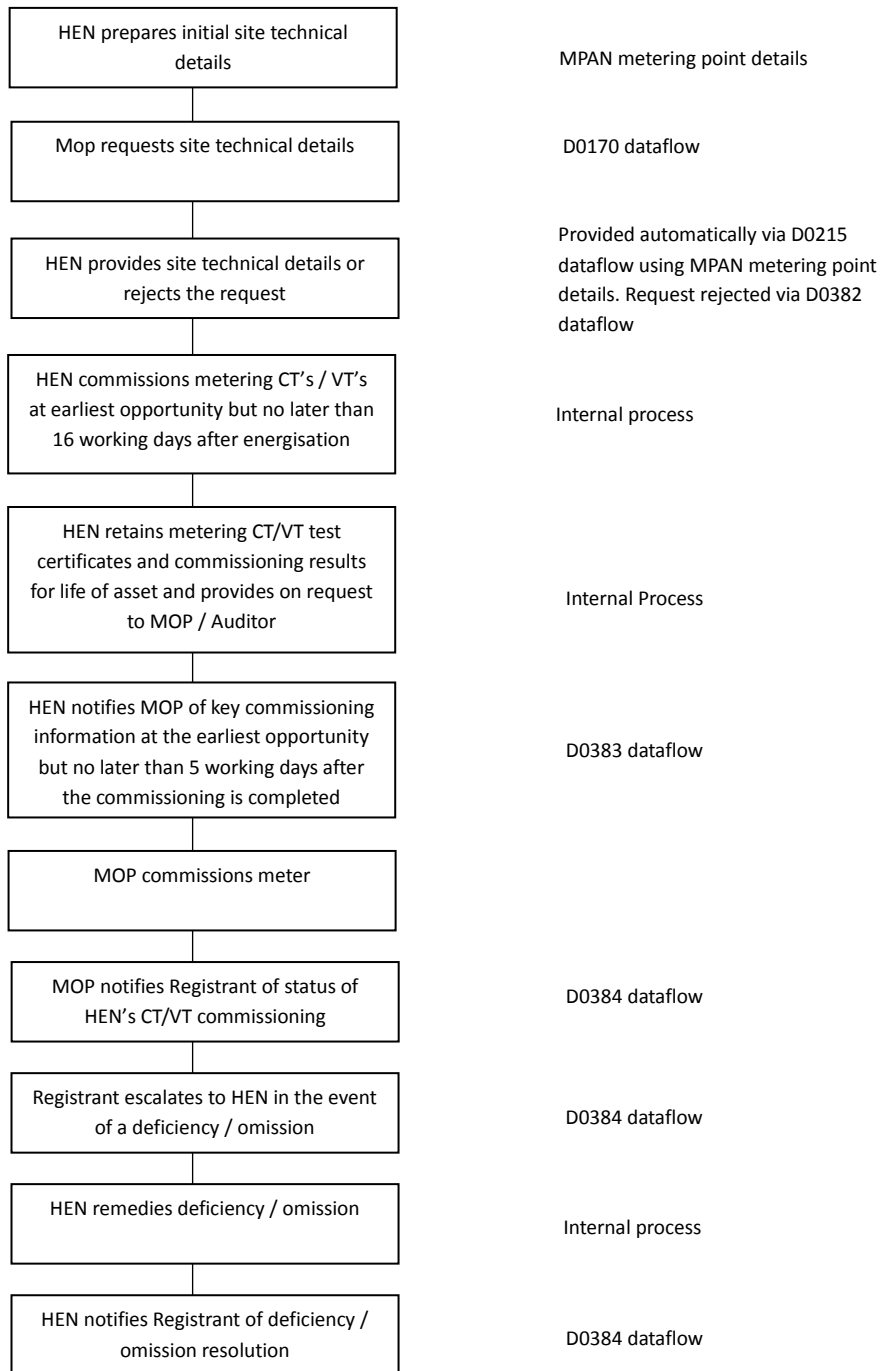 HEN prepares initial site technical
details
MPAN metering point details
Mop requests site technical details
D0170 dataflow
HEN provides site technical details or
rejects the request
Provided automatically via D0215
dataflow using MPAN metering point
details. Request rejected via D0382
dataflow
HEN commissions metering CT’s / VT’s
at earliest opportunity but no later than
16 working days after energisation
Internal process
HEN retains metering CT/VT test
certificates and commissioning results
for life of asset and provides on request
to MOP / Auditor
Internal Process
HEN notifies MOP of key commissioning
information at the earliest opportunity
but no later than 5 working days after
the commissioning is completed
D0383 dataflow
MOP commissions meter
MOP notifies Registrant of status of
HEN’s CT/VT commissioning
D0384 dataflow
Registrant escalates to HEN in the event
of a deficiency / omission
D0384 dataflow
HEN remedies deficiency / omission
Internal process
HEN notifies Registrant of deficiency /
omission resolution
D0384 dataflow